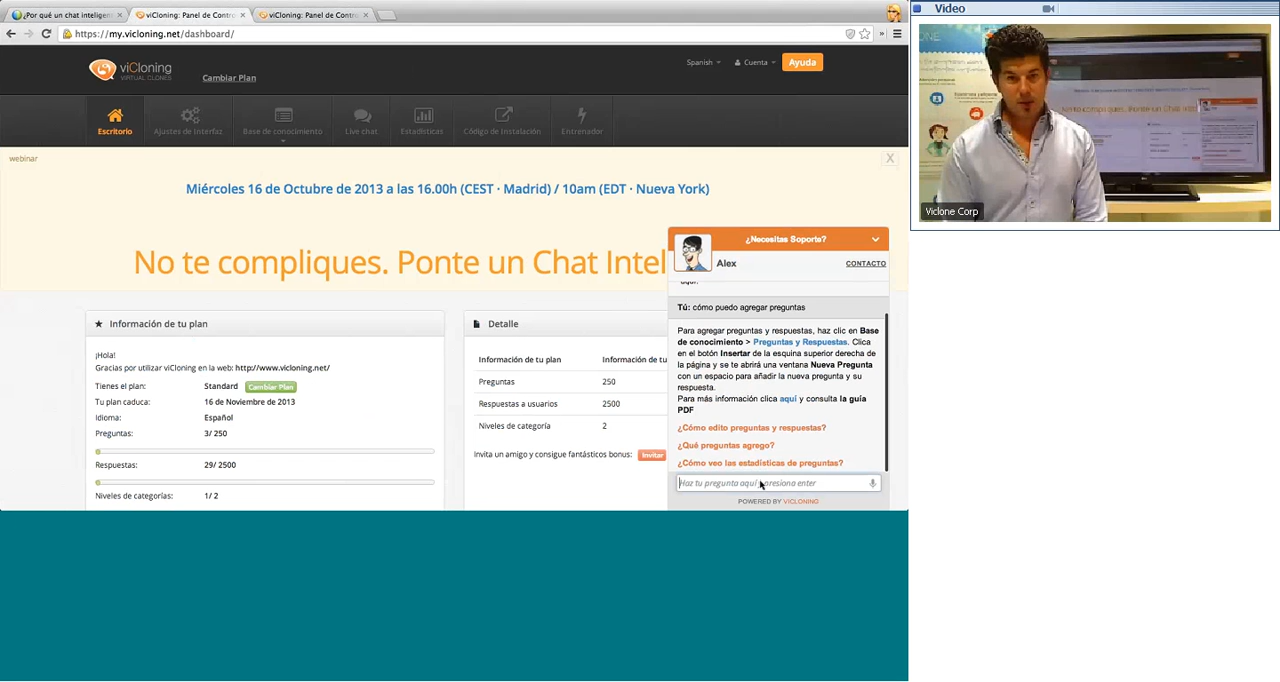 ¿Por qué un chat inteligen
viCloning: Panel de Contro
viCloning: Panel de Contro
https://my.vicloning.net/dashboard/
viCloning
VIRTUAL CLONES
Cambiar Plan
Spanish
Cuenta
Ayuda
Escritorio
Ajustes de interfaz
Base de conocimiento
Live chat
Estadísticas
Código de Instalación
Entrenador
webinar
X
Miércoles 16 de Octubre de 2013 a las 16.00h (CEST · Madrid) / 10am (EDT · Nueva York)
No te compliques. Ponte un Chat Intel
Información de tu plan
¡Hola!
Gracias por utilizar viCloning en la web: http://www.vicloning.net/
Tienes el plan: Standard Cambiar Plan
Tu plan caduca: 16 de Noviembre de 2013
Idioma: Español
Preguntas: 3/ 250
Respuestas: 29/ 2500
Niveles de categorías: 1/ 2
Detalle
Información de tu plan Información de tu
Preguntas 250
Respuestas a usuarios 2500
Niveles de categoría 2
Invita un amigo y consigue fantásticos bonus: Invitar
¿Necesitas Soporte?
Alex
CONTACTO
aquí.
Tú: cómo puedo agregar preguntas
Para agregar preguntas y respuestas, haz clic en Base
de conocimiento > Preguntas y Respuestas. Clica
en el botón Insertar de la esquina superior derecha de
la página y se te abrirá una ventana Nueva Pregunta
con un espacio para añadir la nueva pregunta y su
respuesta.
Para más información clica aquí y consulta la guía
PDF
¿Cómo edito preguntas y respuestas?
¿Qué preguntas agrego?
¿Cómo veo las estadísticas de preguntas?
Haz tu pregunta aquí y presiona enter
POWERED BY VICLONING
Video
Viclone Corp